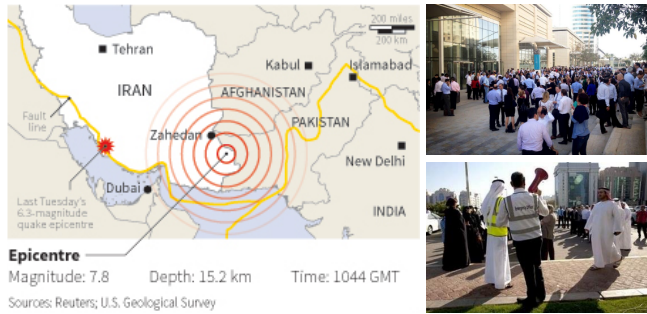 200 miles
200 km
Tehran
IRAN
Kabul
Islamabad
AFGHANISTAN
Fault
line
PAKISTAN
Zahedan
New Delhi
Dubai
Last Tuesday's
6.3-magnitude
quake epicentre
INDIA
Epicentre
Magnitude: 7.8 Depth: 15.2 km Time: 1044 GMT
Sources: Reuters; U.S. Geological Survey